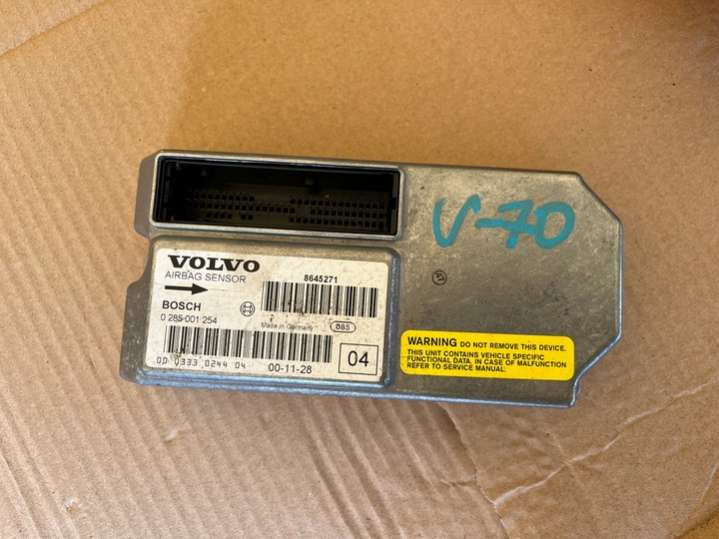 V-70
VOLVO
AIRBAG SENSOR
8645271
BOSCH
0 285 001 254
Made in Germany
865
00 0333 0244 04
00-11-28
04
WARNING DO NOT REMOVE THIS DEVICE.
THIS UNIT CONTAINS VEHICLE SPECIFIC
FUNCTIONAL DATA. IN CASE OF MALFUNCTION
REFER TO SERVICE MANUAL.